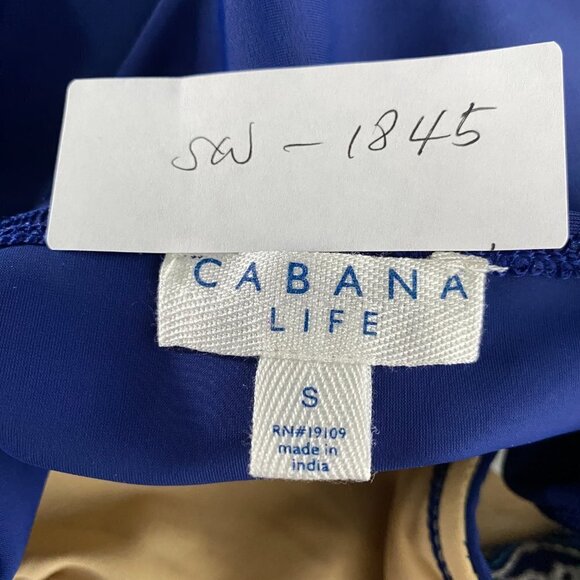 SW - 1845
CABANA
LIFE
S
RN#19109
made in
india